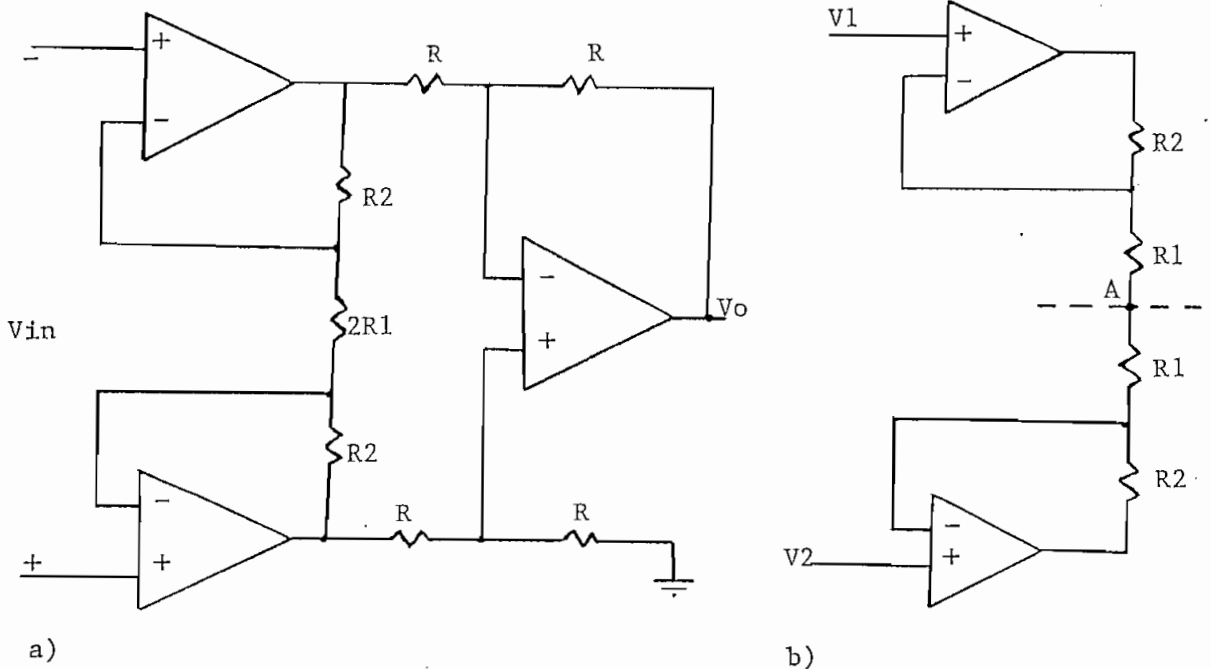 V1
+
−
R2
R1
A
R1
−
+
R2
V2
b)
−
+
−
R
R
R2
2R1
Vin
R2
−
+
Vo
−
+
+
R
R
a)